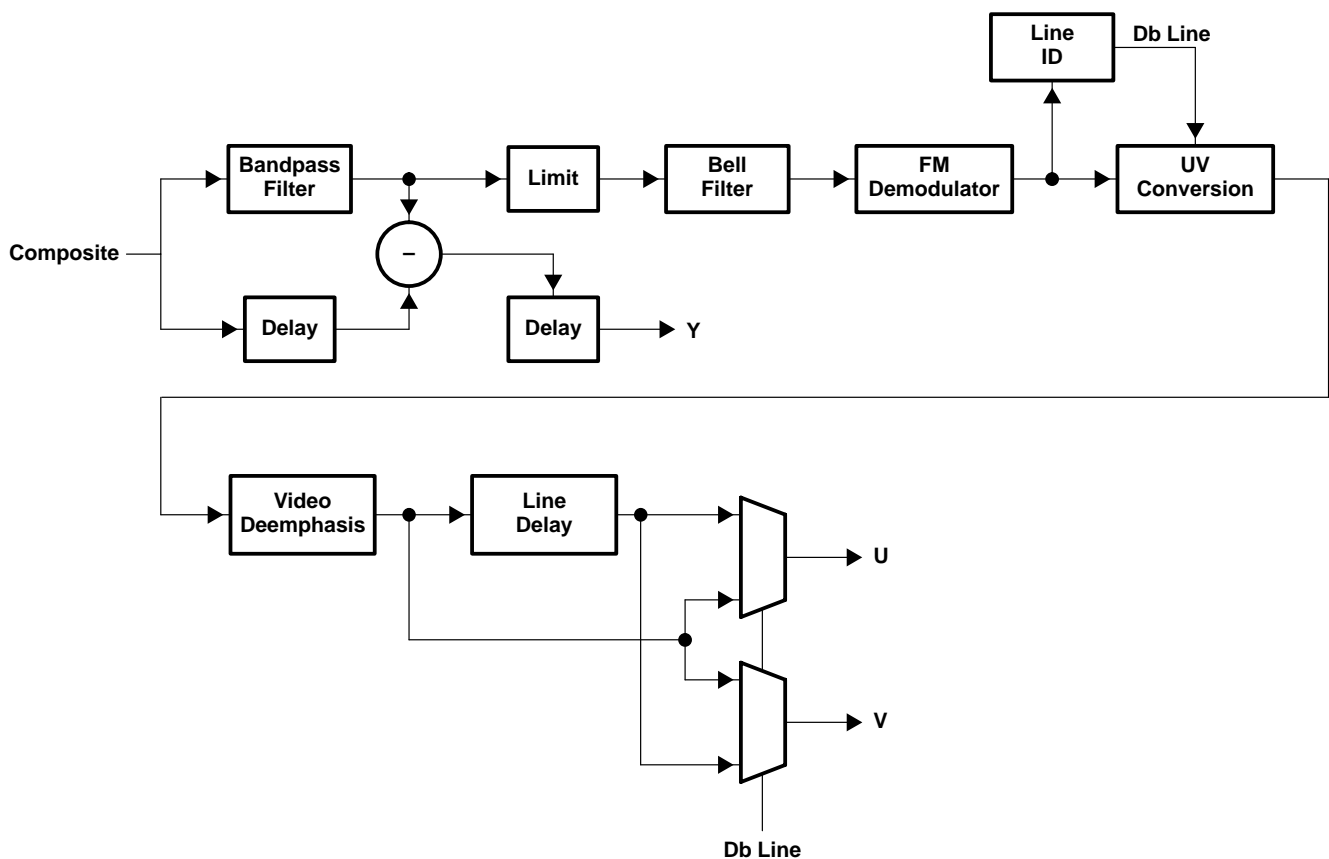 Line
ID
Db Line
Bandpass
Filter
Limit
Bell
Filter
FM
Demodulator
UV
Conversion
Composite
–
Delay
Delay
Y
Video
Deemphasis
Line
Delay
U
V
Db Line